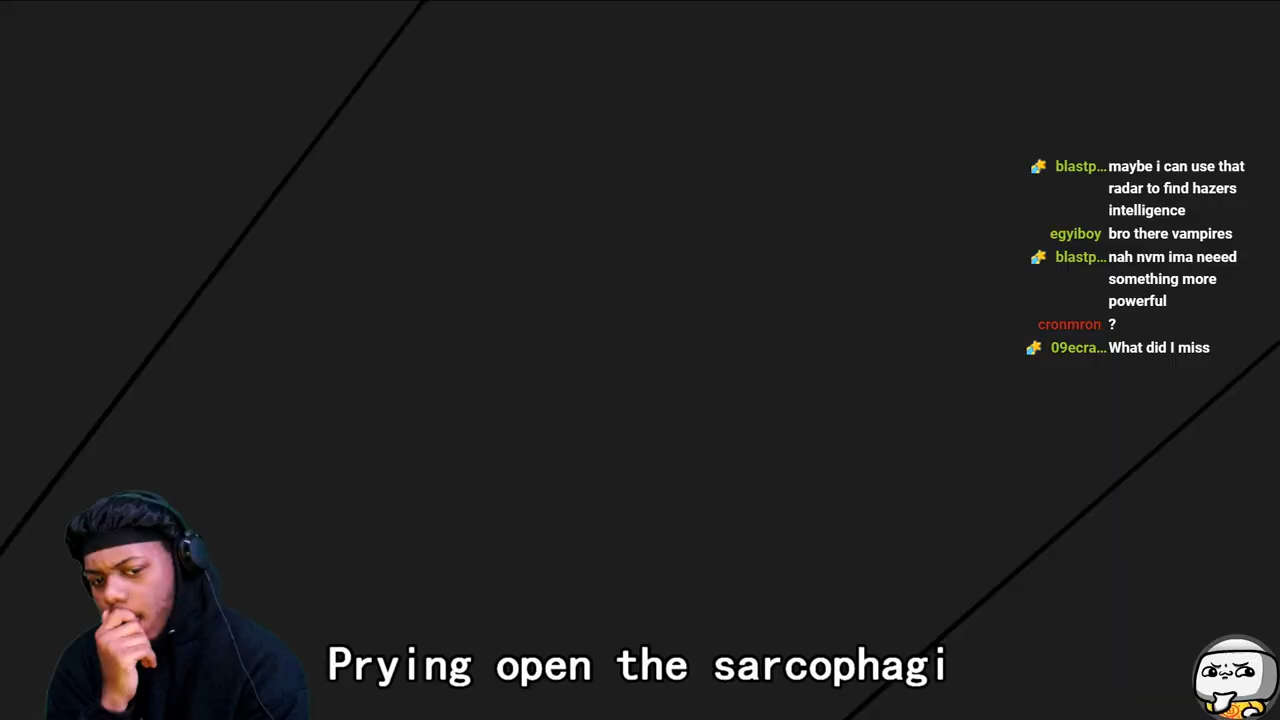 blastp…maybe i can use that
radar to find hazers
intelligence
egyiboy bro there vampires
blastp…nah nvm ima neeed
something more
powerful
cronmron ?
09ecra…What did I miss
Prying open the sarcophagi